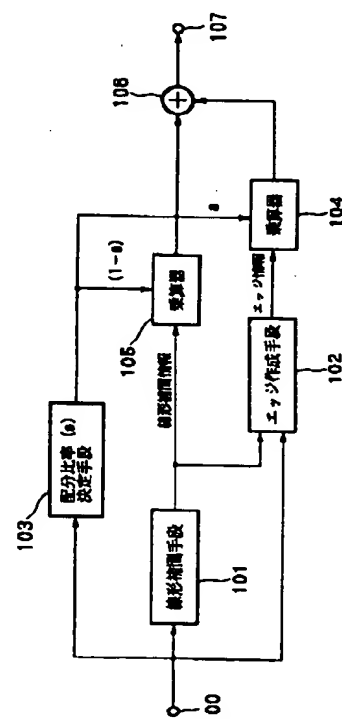 103
配分比率(a)
決定手段
(1-a)
a
106
107
105
乗算器
線形補間情報
乗算器
104
エッジ情報
エッジ作成手段
102
線形補間手段
101
00